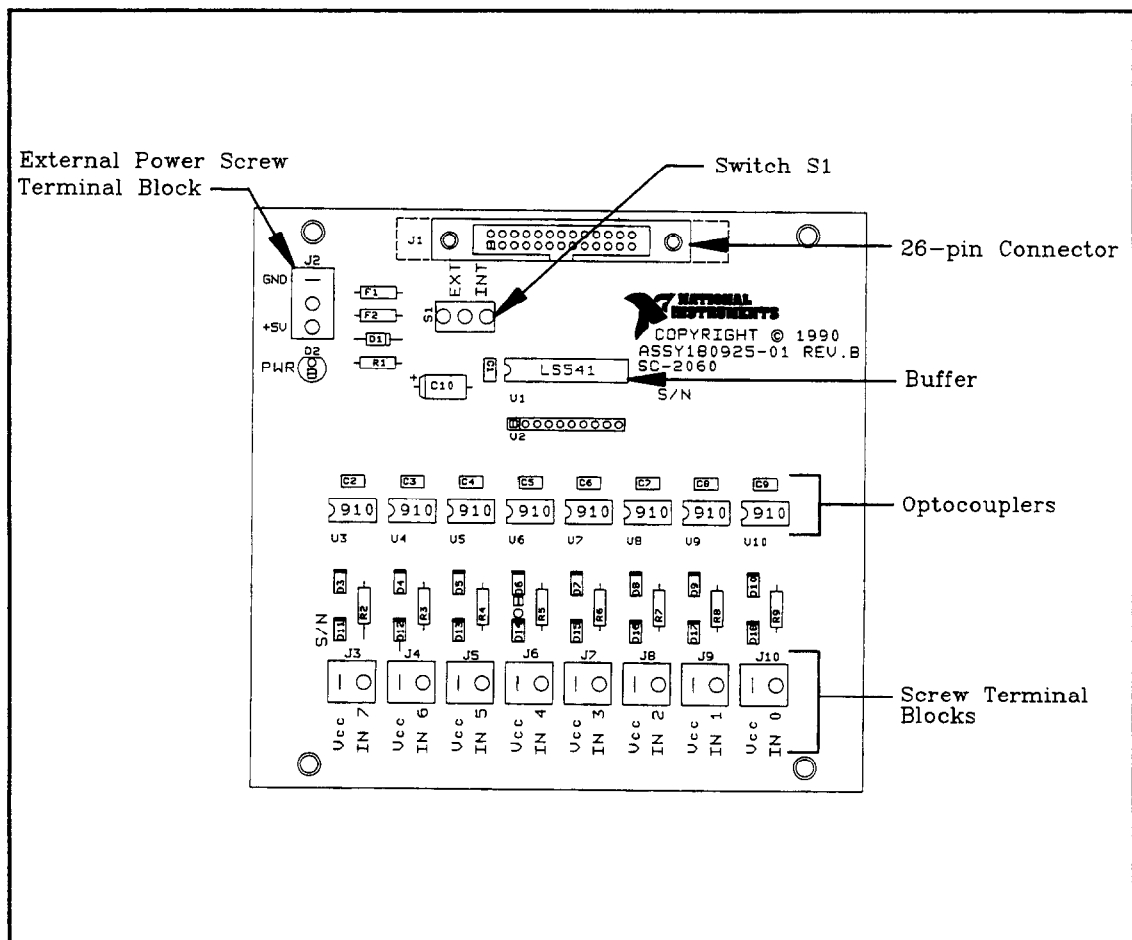 External Power Screw
Terminal Block
Switch S1
26-pin Connector
J1
J2
GND
+5V
EXT
INT
S1
F1
F2
D1
R1
D2
PWR
NATIONAL
INSTRUMENTS
COPYRIGHT © 1990
ASSY180925-01 REV.B
SC-2060
S/N
+
C10
C1
LS541
U1
Buffer
U2
C2 C3 C4 C5 C6 C7 C8 C9
910 910 910 910 910 910 910 910
U3 U4 U5 U6 U7 U8 U9 U10
Optocouplers
D3 D4 D5 D6 D7 D8 D9 D10
R2 R3 R4 R5 R6 R7 R8 R9
D11 D12 D13 D14 D15 D16 D17 D18
S/N
J3 J4 J5 J6 J7 J8 J9 J10
Screw Terminal
Blocks
Vcc IN 7 Vcc IN 6 Vcc IN 5 Vcc IN 4 Vcc IN 3 Vcc IN 2 Vcc IN 1 Vcc IN 0